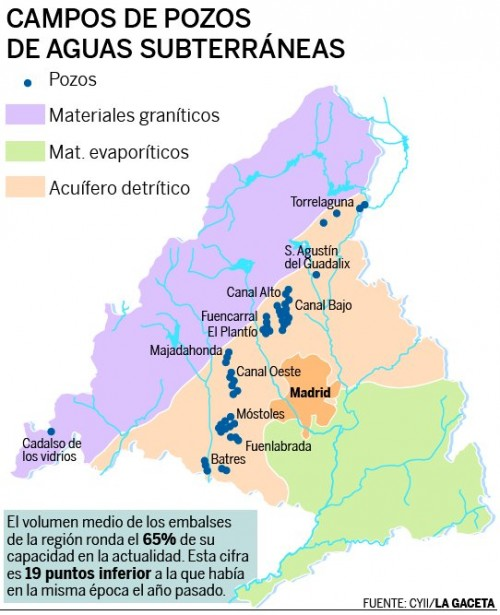 CAMPOS DE POZOS
DE AGUAS SUBTERRÁNEAS
Pozos
Materiales graníticos
Mat. evaporíticos
Acuífero detrítico
Torrelaguna
S. Agustín
del Guadalix
Canal Alto
Canal Bajo
Fuencarral
El Plantío
Majadahonda
Canal Oeste
Madrid
Móstoles
Cadalso de
los vidrios
Fuenlabrada
Batres
El volumen medio de los embalses
de la región ronda el 65% de su
capacidad en la actualidad. Esta cifra
es 19 puntos inferior a la que había
en la misma época el año pasado.
FUENTE: CYII/LA GACETA